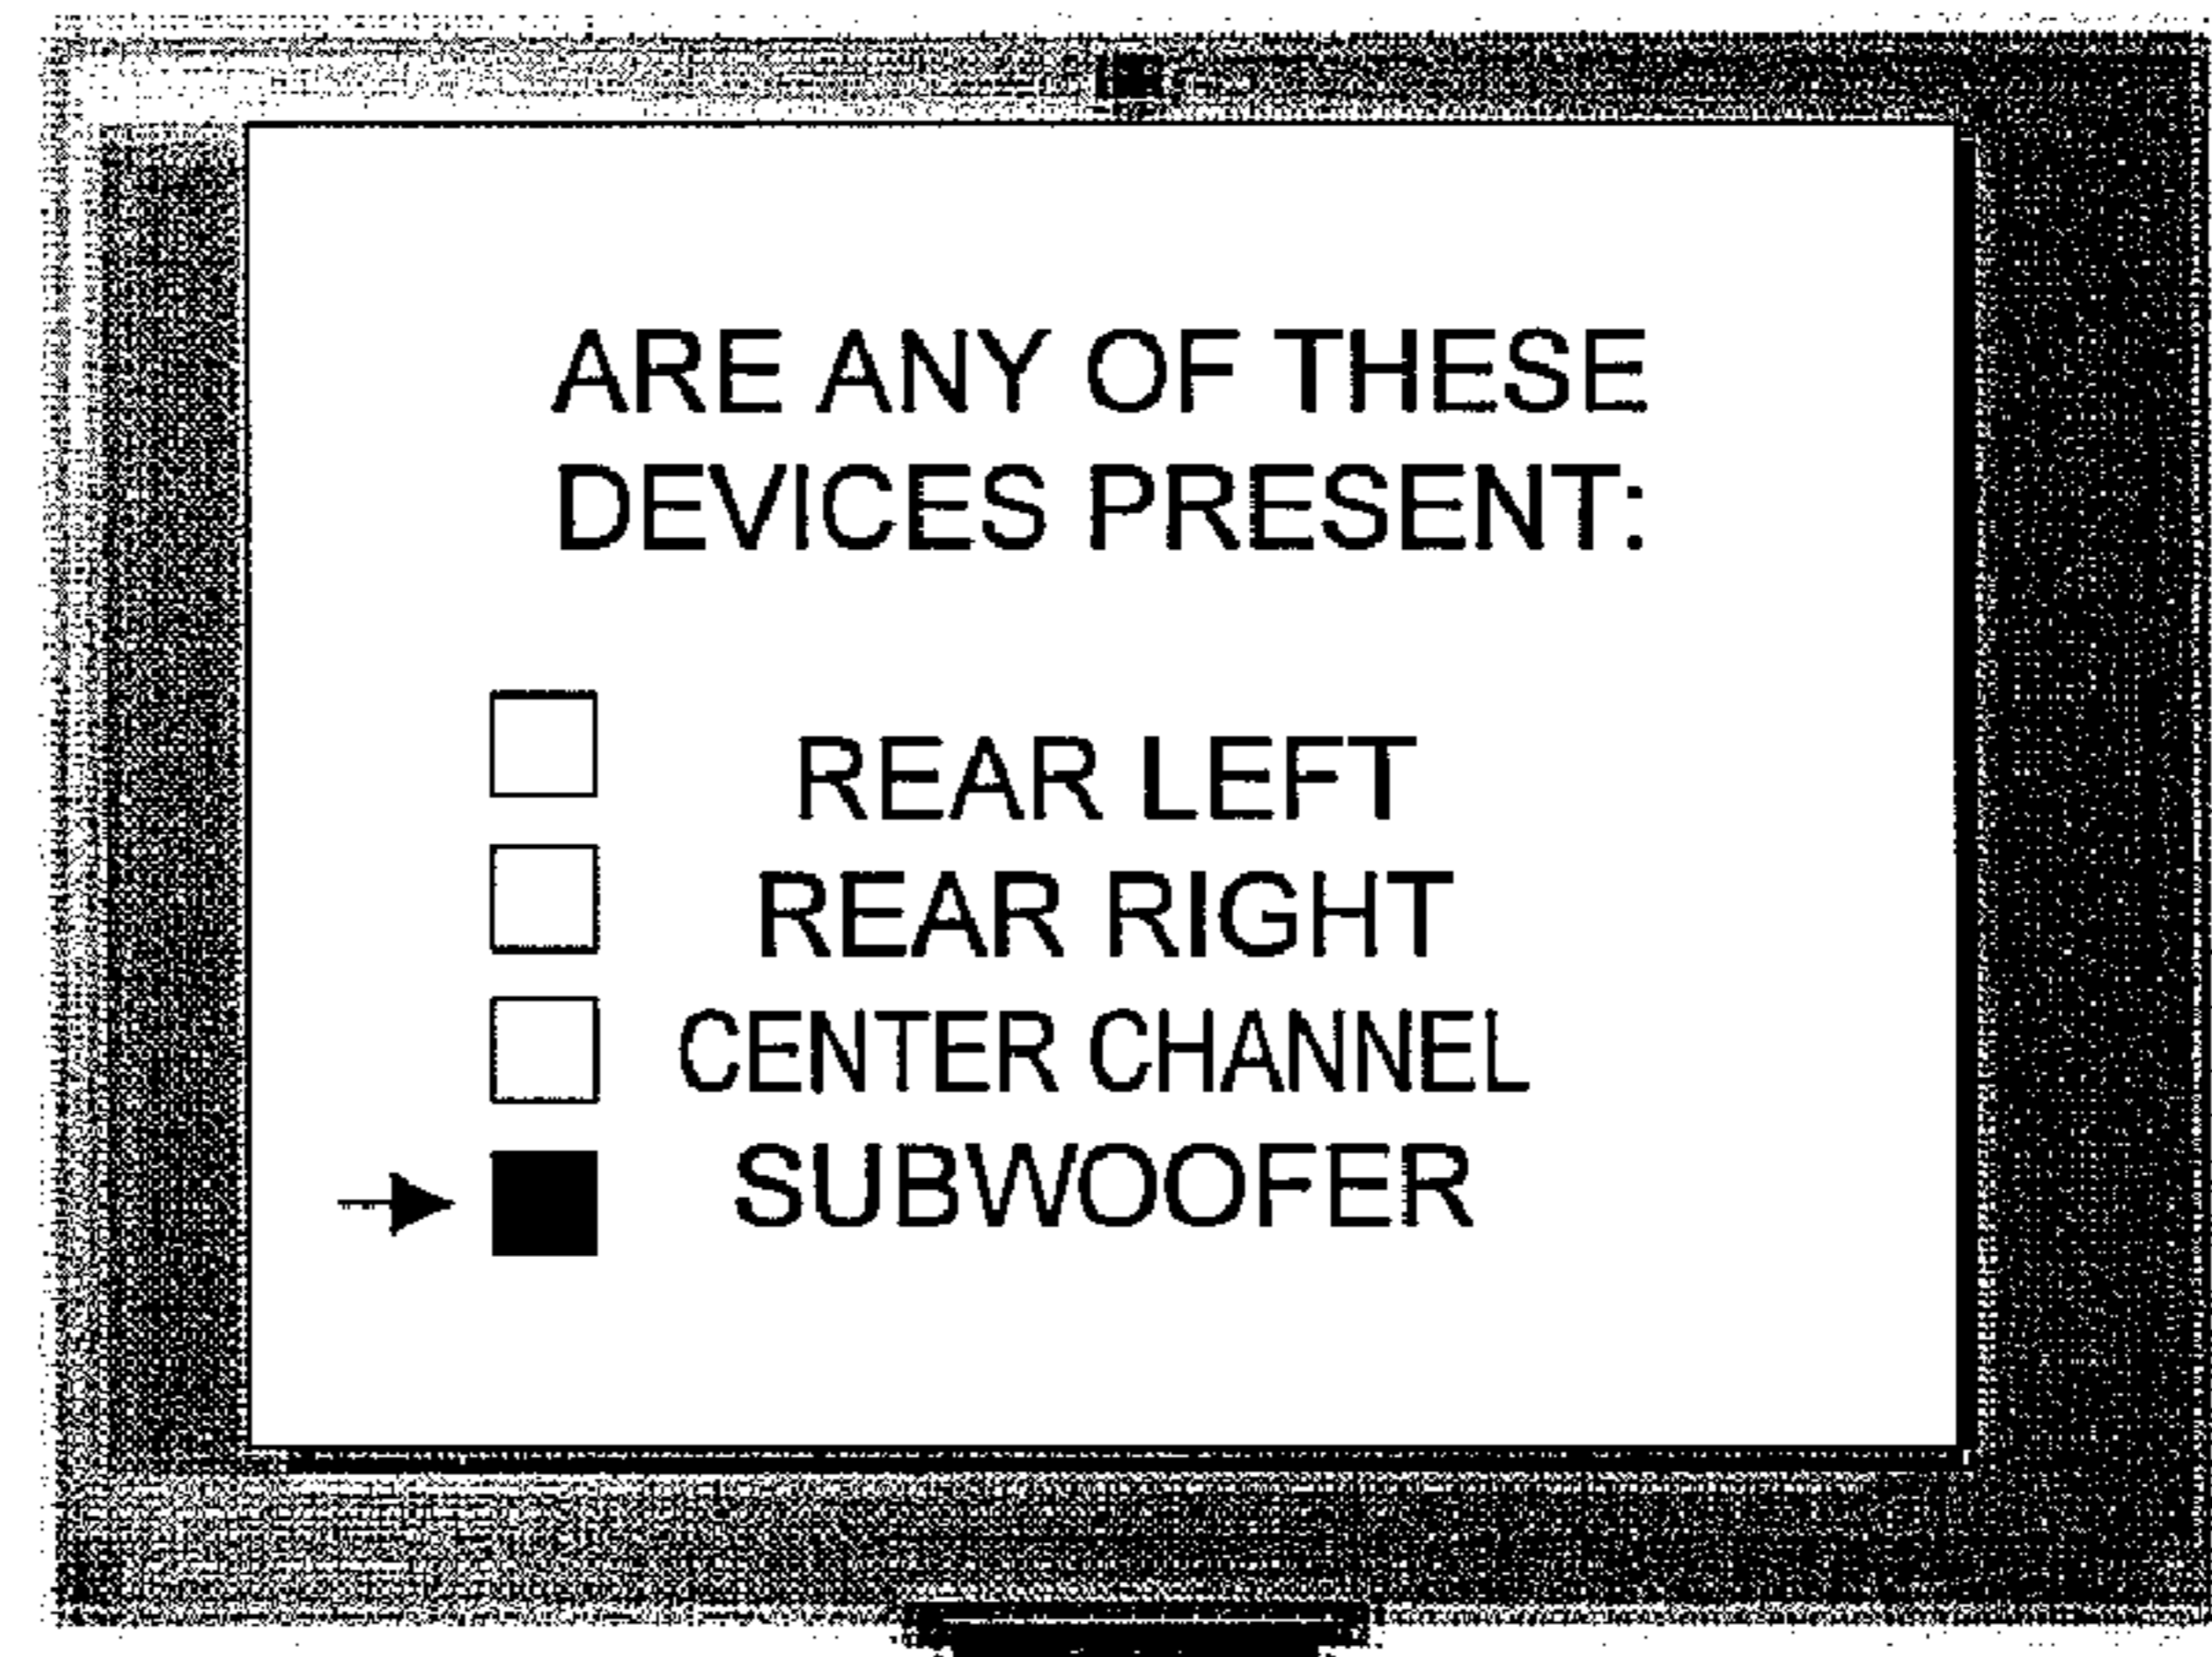 ARE ANY OF THESE
DEVICES PRESENT:
REAR LEFT
REAR RIGHT
CENTER CHANNEL
SUBWOOFER